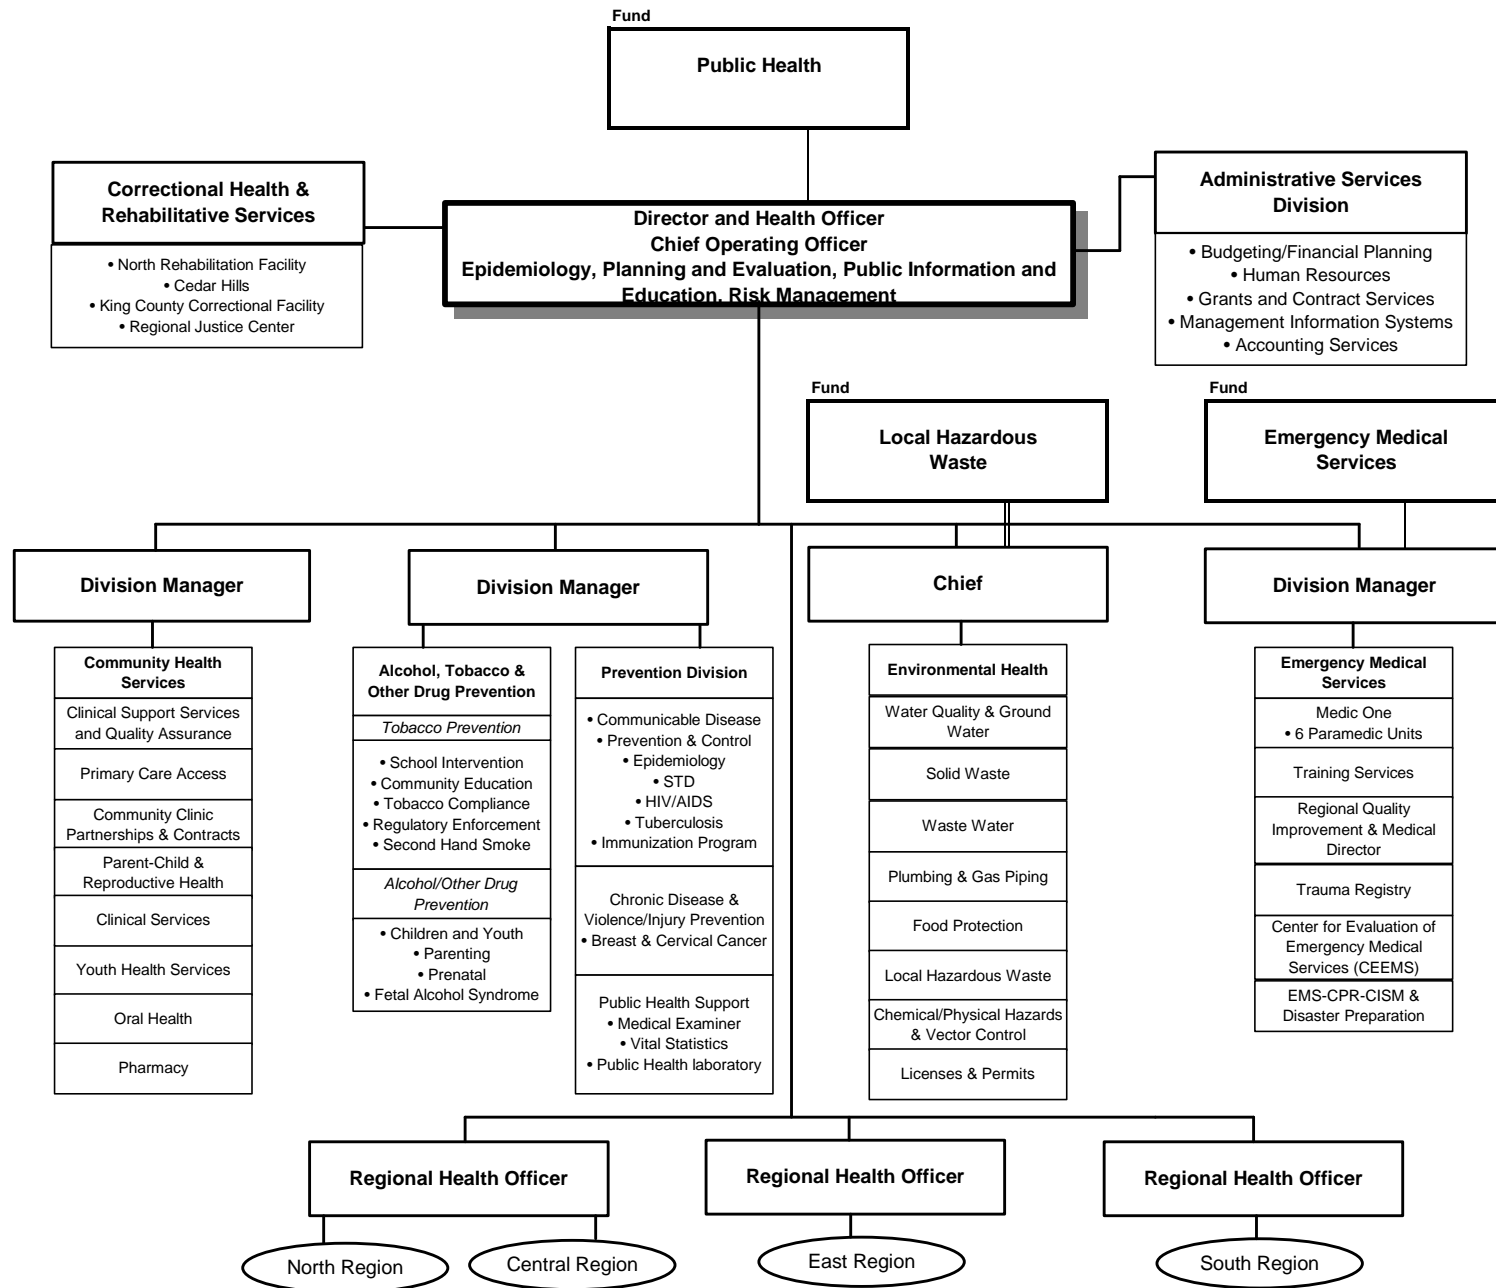 Fund
Public Health
Correctional Health &
Rehabilitative Services
• North Rehabilitation Facility
• Cedar Hills
• King County Correctional Facility
• Regional Justice Center
Director and Health Officer
Chief Operating Officer
Epidemiology, Planning and Evaluation, Public Information and
Education, Risk Management
Administrative Services
Division
• Budgeting/Financial Planning
• Human Resources
• Grants and Contract Services
• Management Information Systems
• Accounting Services
Fund
Local Hazardous
Waste
Fund
Emergency Medical
Services
Division Manager
Community Health
Services
Clinical Support Services
and Quality Assurance
Primary Care Access
Community Clinic
Partnerships & Contracts
Parent-Child &
Reproductive Health
Clinical Services
Youth Health Services
Oral Health
Pharmacy
Division Manager
Alcohol, Tobacco &
Other Drug Prevention
Tobacco Prevention
• School Intervention
• Community Education
• Tobacco Compliance
• Regulatory Enforcement
• Second Hand Smoke
Alcohol/Other Drug
Prevention
• Children and Youth
• Parenting
• Prenatal
• Fetal Alcohol Syndrome
Prevention Division
• Communicable Disease
• Prevention & Control
• Epidemiology
• STD
• HIV/AIDS
• Tuberculosis
• Immunization Program
Chronic Disease &
Violence/Injury Prevention
• Breast & Cervical Cancer
Public Health Support
• Medical Examiner
• Vital Statistics
• Public Health laboratory
Chief
Environmental Health
Water Quality & Ground
Water
Solid Waste
Waste Water
Plumbing & Gas Piping
Food Protection
Local Hazardous Waste
Chemical/Physical Hazards
& Vector Control
Licenses & Permits
Division Manager
Emergency Medical
Services
Medic One
• 6 Paramedic Units
Training Services
Regional Quality
Improvement & Medical
Director
Trauma Registry
Center for Evaluation of
Emergency Medical
Services (CEEMS)
EMS-CPR-CISM &
Disaster Preparation
Regional Health Officer
North Region
Central Region
Regional Health Officer
East Region
Regional Health Officer
South Region